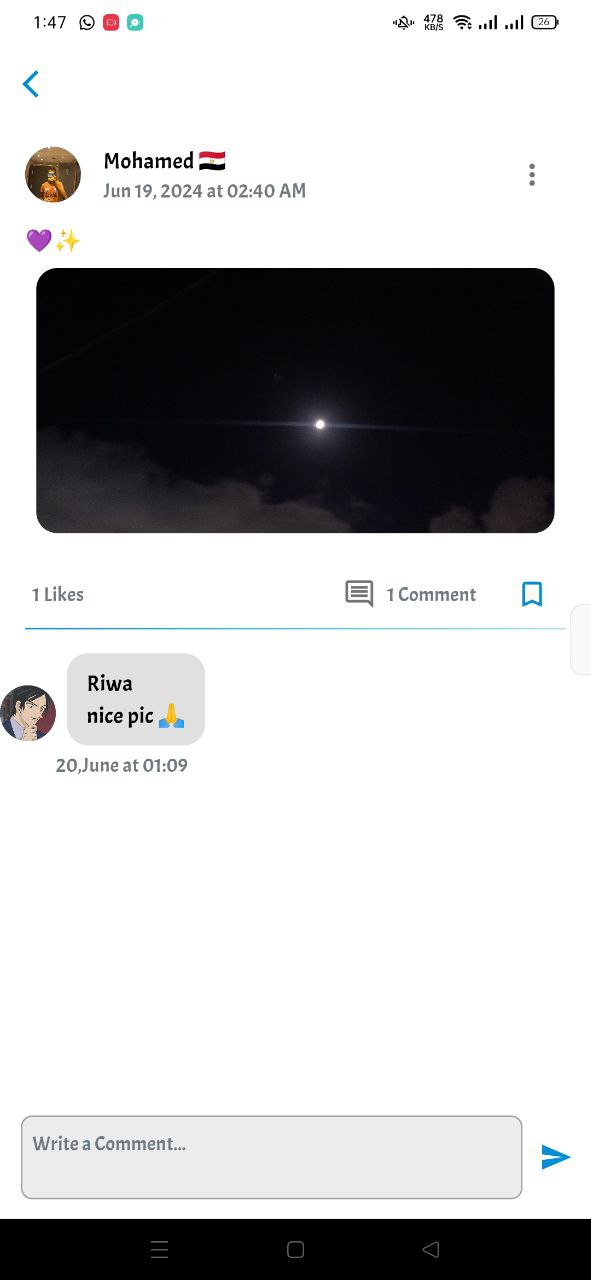 1:47 478 KB/S 26
Mohamed 🇪🇬
Jun 19, 2024 at 02:40 AM
💜✨
1 Likes 1 Comment
Riwa
nice pic 🙏
20,June at 01:09
Write a Comment...